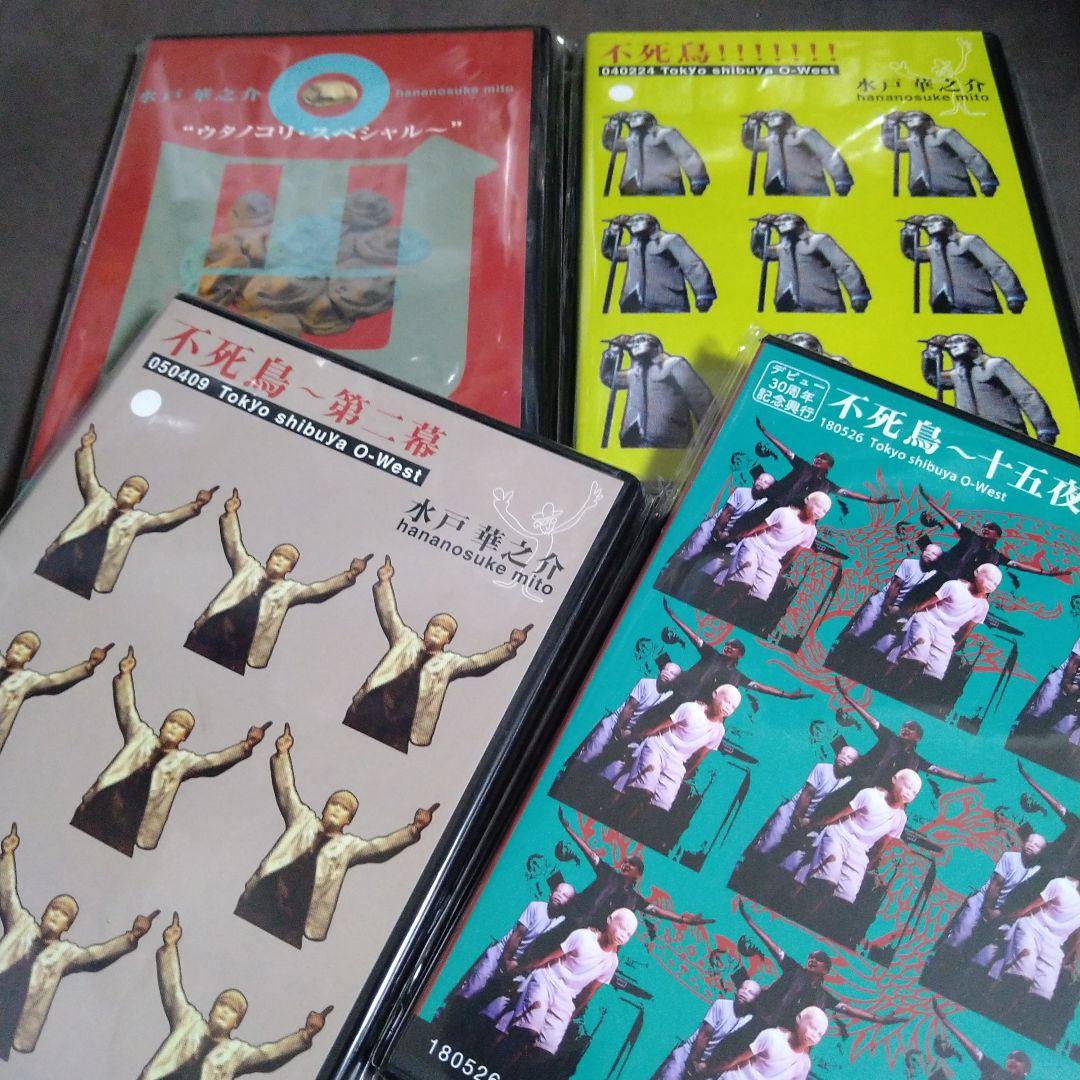 水戸 華之介
hananosuke mito
“ウタノコリ・スペシャル～”
不死鳥!!!!!!!
040224 Tokyo shibuya O-West
水戸 華之介
hananosuke mito
不死鳥～第二幕
050409 Tokyo shibuya O-West
水戸 華之介
hananosuke mito
デビュー
30周年
記念興行
不死鳥～十五夜
180526 Tokyo shibuya O-West
180526